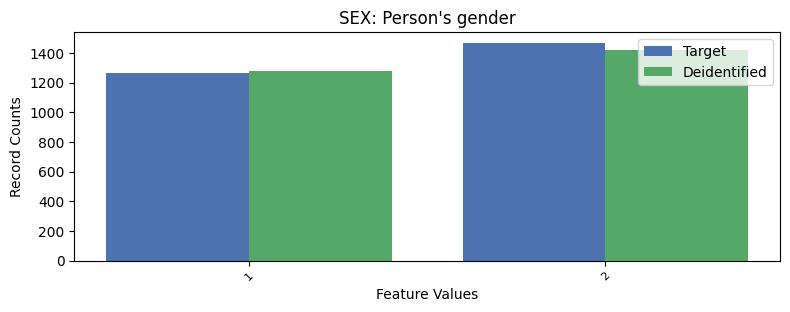 SEX: Person's gender
Target
Deidentified
Record Counts
1400
1200
1000
800
600
400
200
0
1
2
Feature Values